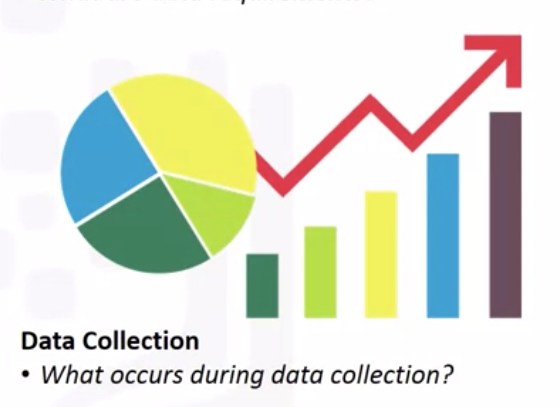 Data Collection
• What occurs during data collection?